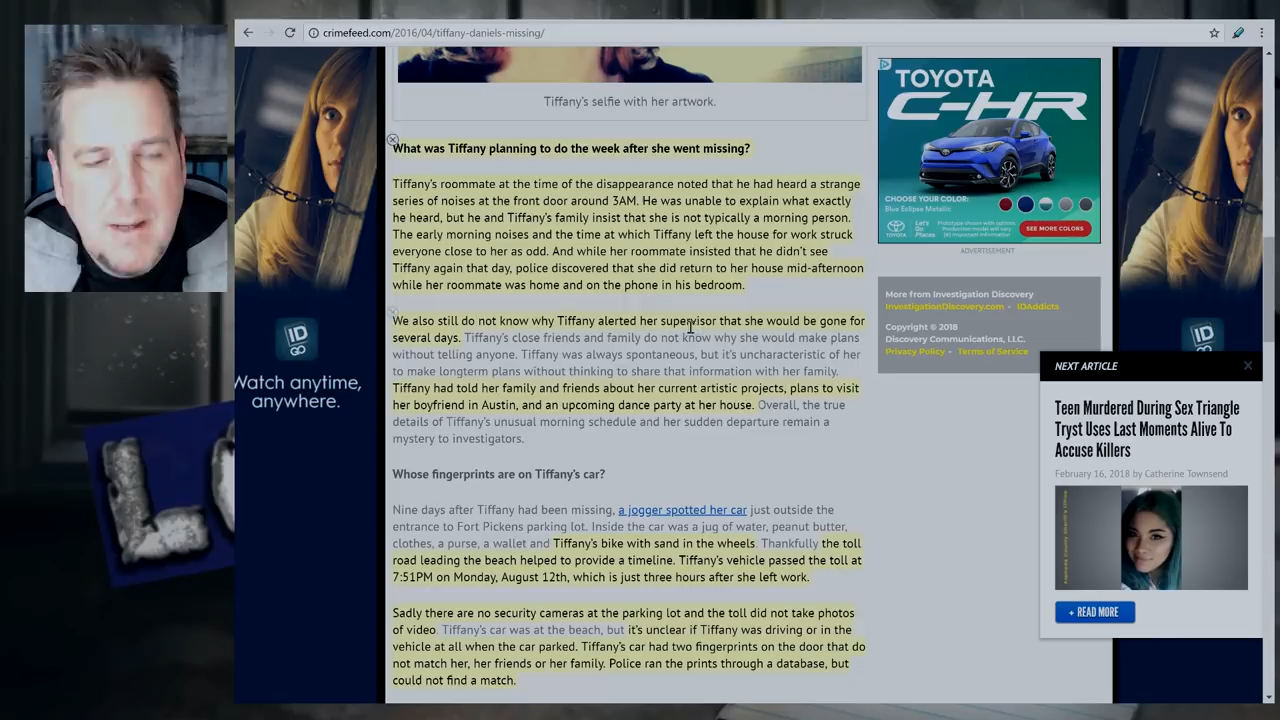 crimefeed.com/2016/04/tiffany-daniels-missing/
Tiffany's selfie with her artwork.
What was Tiffany planning to do the week after she went missing?
Tiffany's roommate at the time of the disappearance noted that he had heard a strange
series of noises at the front door around 3AM. He was unable to explain what exactly
he heard, but he and Tiffany's family insist that she is not typically a morning person.
The early morning noises and the time at which Tiffany left the house for work struck
everyone close to her as odd. And while her roommate insisted that he didn't see
Tiffany again that day, police discovered that she did return to her house mid-afternoon
while her roommate was home and on the phone in his bedroom.
We also still do not know why Tiffany alerted her supervisor that she would be gone for
several days. Tiffany's close friends and family do not know why she would make plans
without telling anyone. Tiffany was always spontaneous, but it's uncharacteristic of her
to make longterm plans without thinking to share that information with her family.
Tiffany had told her family and friends about her current artistic projects, plans to visit
her boyfriend in Austin, and an upcoming dance party at her house. Overall, the true
details of Tiffany's unusual morning schedule and her sudden departure remain a
mystery to investigators.
Whose fingerprints are on Tiffany's car?
Nine days after Tiffany had been missing, a jogger spotted her car just outside the
entrance to Fort Pickens parking lot. Inside the car was a jug of water, peanut butter,
clothes, a purse, a wallet and Tiffany's bike with sand in the wheels. Thankfully the toll
road leading the beach helped to provide a timeline. Tiffany's vehicle passed the toll at
7:51PM on Monday, August 12th, which is just three hours after she left work.
Sadly there are no security cameras at the parking lot and the toll did not take photos
of video. Tiffany's car was at the beach, but it's unclear if Tiffany was driving or in the
vehicle at all when the car parked. Tiffany's car had two fingerprints on the door that do
not match her, her friends or her family. Police ran the prints through a database, but
could not find a match.
TOYOTA
C-HR
CHOOSE YOUR COLOR:
Blue Eclipse Metallic
TOYOTA
Let's
Go
Places
SEE MORE CARS
ADVERTISEMENT
More from Investigation Discovery
InvestigationDiscovery.com - IDAddicts
Copyright © 2018
Discovery Communications, LLC.
Privacy Policy - Terms of Service
NEXT ARTICLE
Teen Murdered During Sex Triangle
Tryst Uses Last Moments Alive To
Accuse Killers
February 16, 2018 by Catherine Townsend
+ READ MORE
ID
GO
Watch anytime,
anywhere.
ID
LO